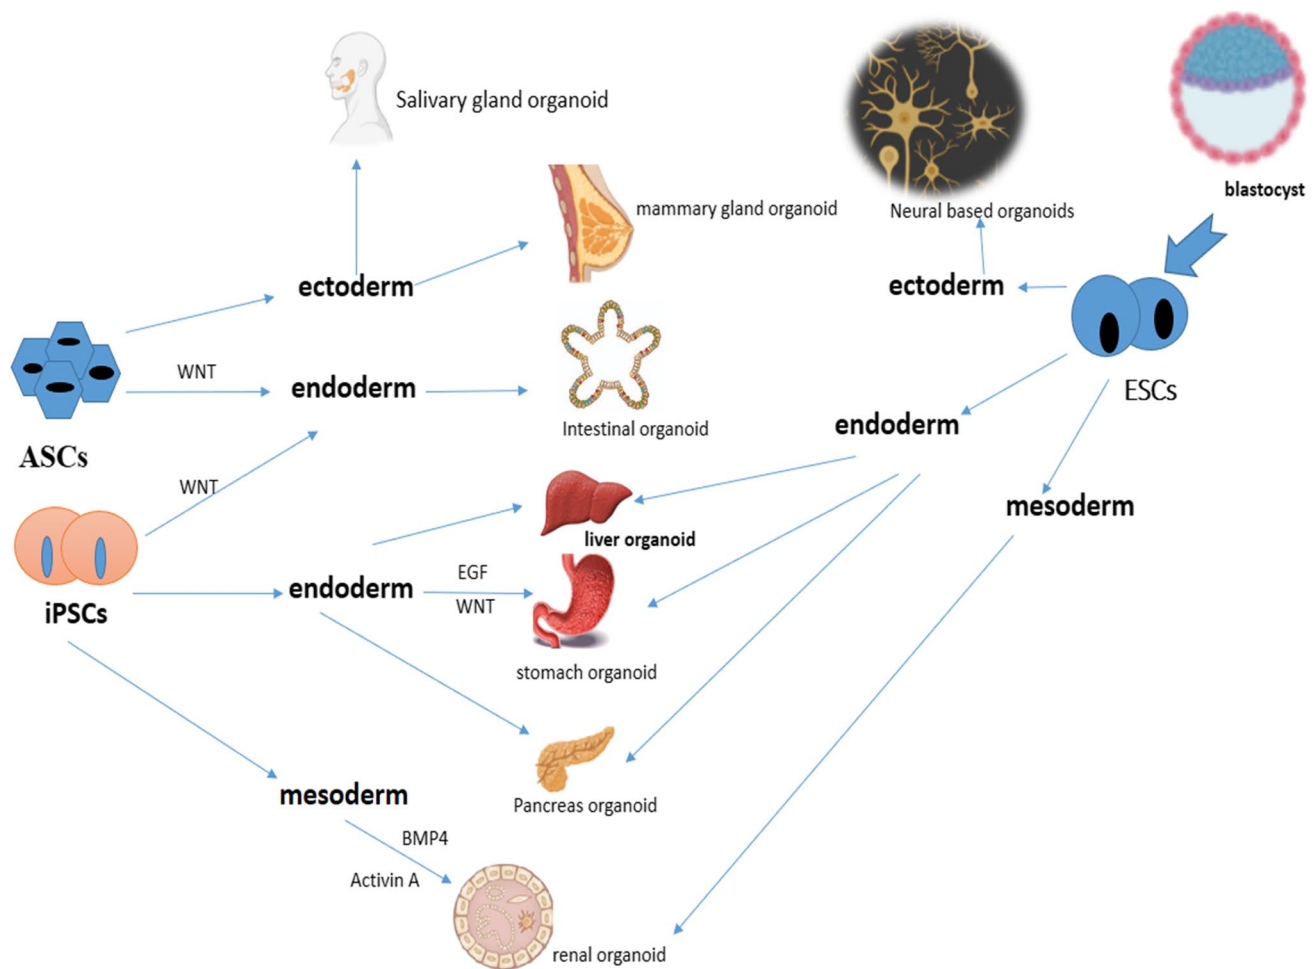 Salivary gland organoid
mammary gland organoid
Neural based organoids
blastocyst
ectoderm
ectoderm
WNT
endoderm
Intestinal organoid
ESCs
endoderm
ASCs
WNT
mesoderm
liver organoid
iPSCs
endoderm
EGF
WNT
stomach organoid
mesoderm
Pancreas organoid
BMP4
Activin A
renal organoid